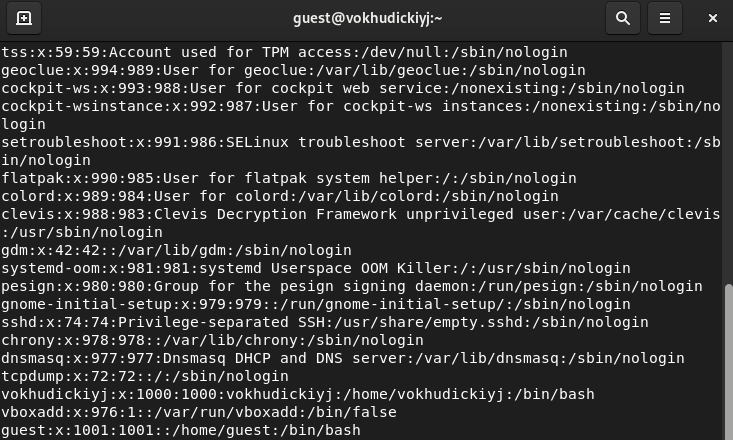 guest@vokhudickiyj:~
tss:x:59:59:Account used for TPM access:/dev/null:/sbin/nologin
geoclue:x:994:989:User for geoclue:/var/lib/geoclue:/sbin/nologin
cockpit-ws:x:993:988:User for cockpit web service:/nonexisting:/sbin/nologin
cockpit-wsinstance:x:992:987:User for cockpit-ws instances:/nonexisting:/sbin/no
login
setroubleshoot:x:991:986:SELinux troubleshoot server:/var/lib/setroubleshoot:/sb
in/nologin
flatpak:x:990:985:User for flatpak system helper:/:/sbin/nologin
colord:x:989:984:User for colord:/var/lib/colord:/sbin/nologin
clevis:x:988:983:Clevis Decryption Framework unprivileged user:/var/cache/clevis
:/usr/sbin/nologin
gdm:x:42:42::/var/lib/gdm:/sbin/nologin
systemd-oom:x:981:981:systemd Userspace OOM Killer:/:/usr/sbin/nologin
pesign:x:980:980:Group for the pesign signing daemon:/run/pesign:/sbin/nologin
gnome-initial-setup:x:979:979::/run/gnome-initial-setup/:/sbin/nologin
sshd:x:74:74:Privilege-separated SSH:/usr/share/empty.sshd:/sbin/nologin
chrony:x:978:978::/var/lib/chrony:/sbin/nologin
dnsmasq:x:977:977:Dnsmasq DHCP and DNS server:/var/lib/dnsmasq:/sbin/nologin
tcpdump:x:72:72::/:/sbin/nologin
vokhudickiyj:x:1000:1000:vokhudickiyj:/home/vokhudickiyj:/bin/bash
vboxadd:x:976:1::/var/run/vboxadd:/bin/false
guest:x:1001:1001::/home/guest:/bin/bash